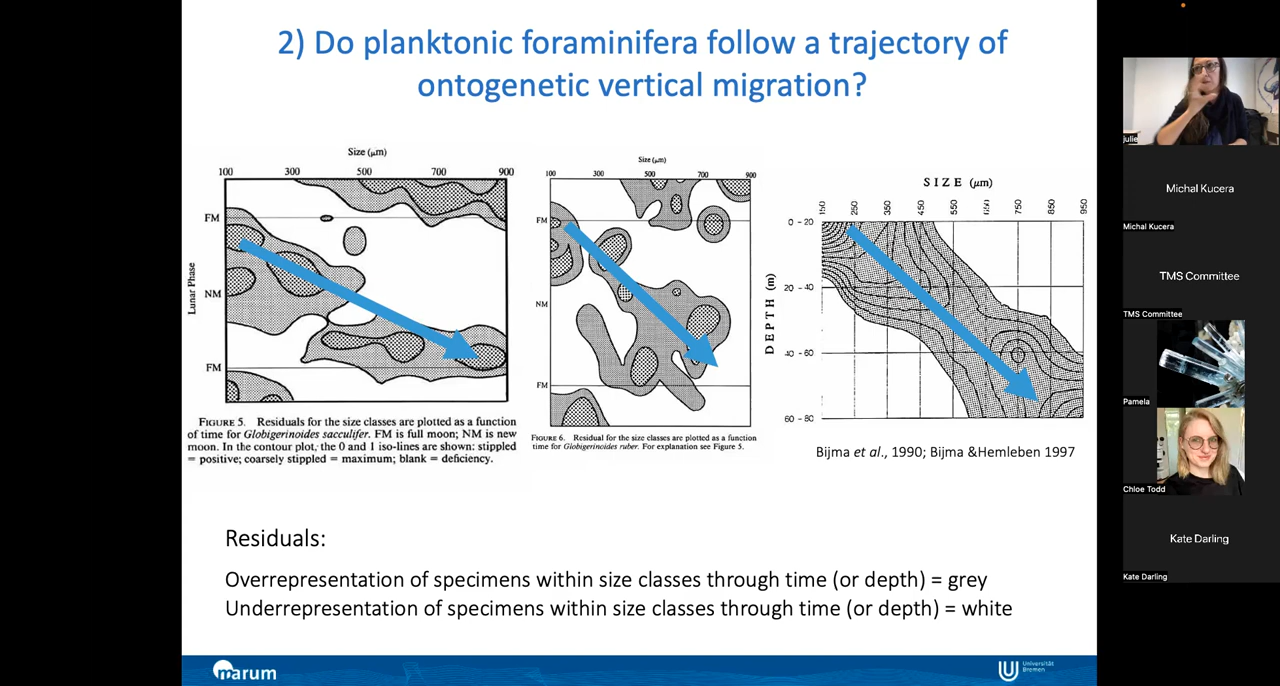 2) Do planktonic foraminifera follow a trajectory of
ontogenetic vertical migration?
Size (µm)
100 300 500 700 900
FM
NM
FM
Lunar Phase
FIGURE 5. Residuals for the size classes are plotted as a function
of time for Globigerinoides sacculifer. FM is full moon; NM is new
moon. In the contour plot, the 0 and 1 iso-lines are shown: stippled
= positive; coarsely stippled = maximum; blank = deficiency.
Size (µm)
100 300 500 700 900
FM
NM
FM
FIGURE 6. Residual for the size classes are plotted as a function
time for Globigerinoides ruber. For explanation see Figure 5.
SIZE (µm)
150 250 350 450 550 650 750 850 950
0 - 20
20 - 40
40 - 60
60 - 80
DEPTH (m)
Bijma et al., 1990; Bijma &Hemleben 1997
Residuals:
Overrepresentation of specimens within size classes through time (or depth) = grey
Underrepresentation of specimens within size classes through time (or depth) = white
marum
Universität
Bremen
julie
Michal Kucera
Michal Kucera
TMS Committee
TMS Committee
Pamela
Chloe Todd
Kate Darling
Kate Darling